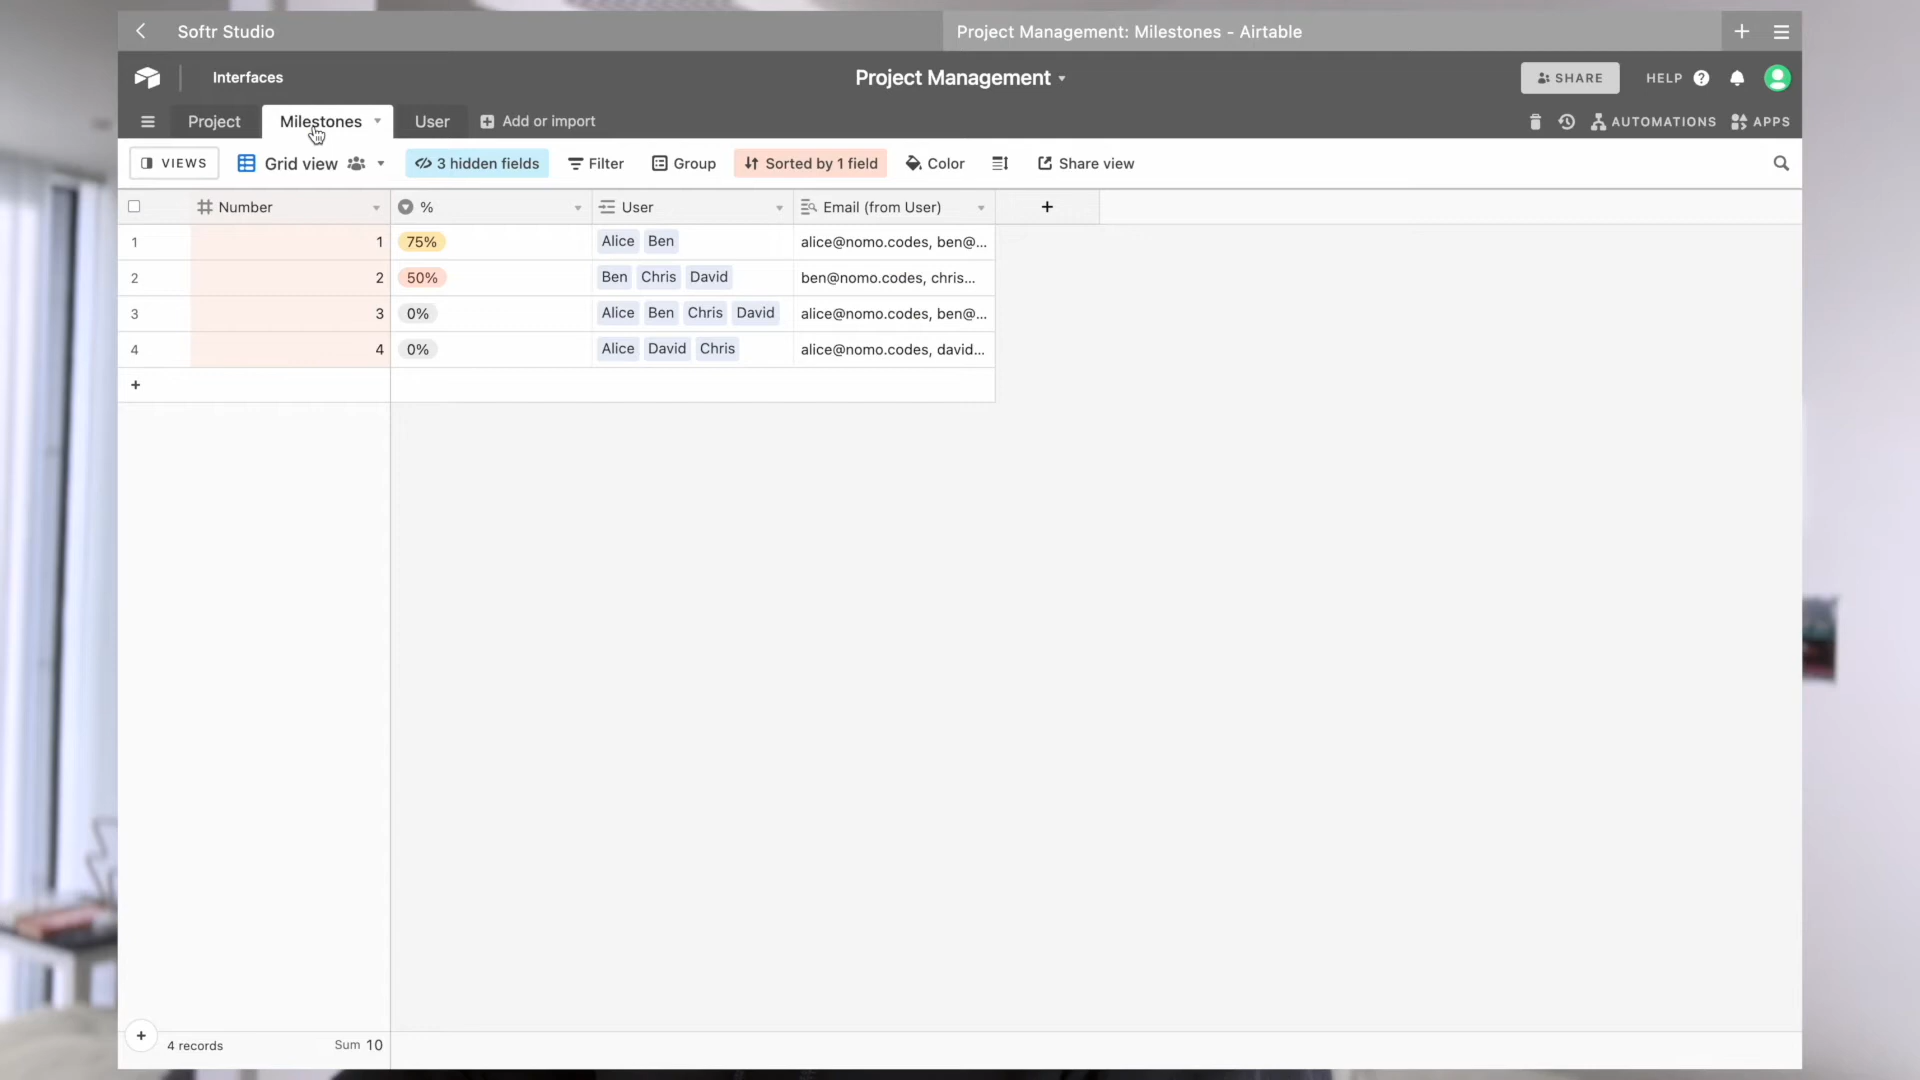 Softr Studio
Project Management: Milestones - Airtable
Interfaces
Project Management
SHARE
HELP
Project
Milestones
User
Add or import
AUTOMATIONS
APPS
VIEWS
Grid view
3 hidden fields
Filter
Group
Sorted by 1 field
Color
Share view
Number % User Email (from User)
1 1 75% Alice Ben alice@nomo.codes, ben@...
2 2 50% Ben Chris David ben@nomo.codes, chris...
3 3 0% Alice Ben Chris David alice@nomo.codes, ben@...
4 4 0% Alice David Chris alice@nomo.codes, david...
4 records Sum 10